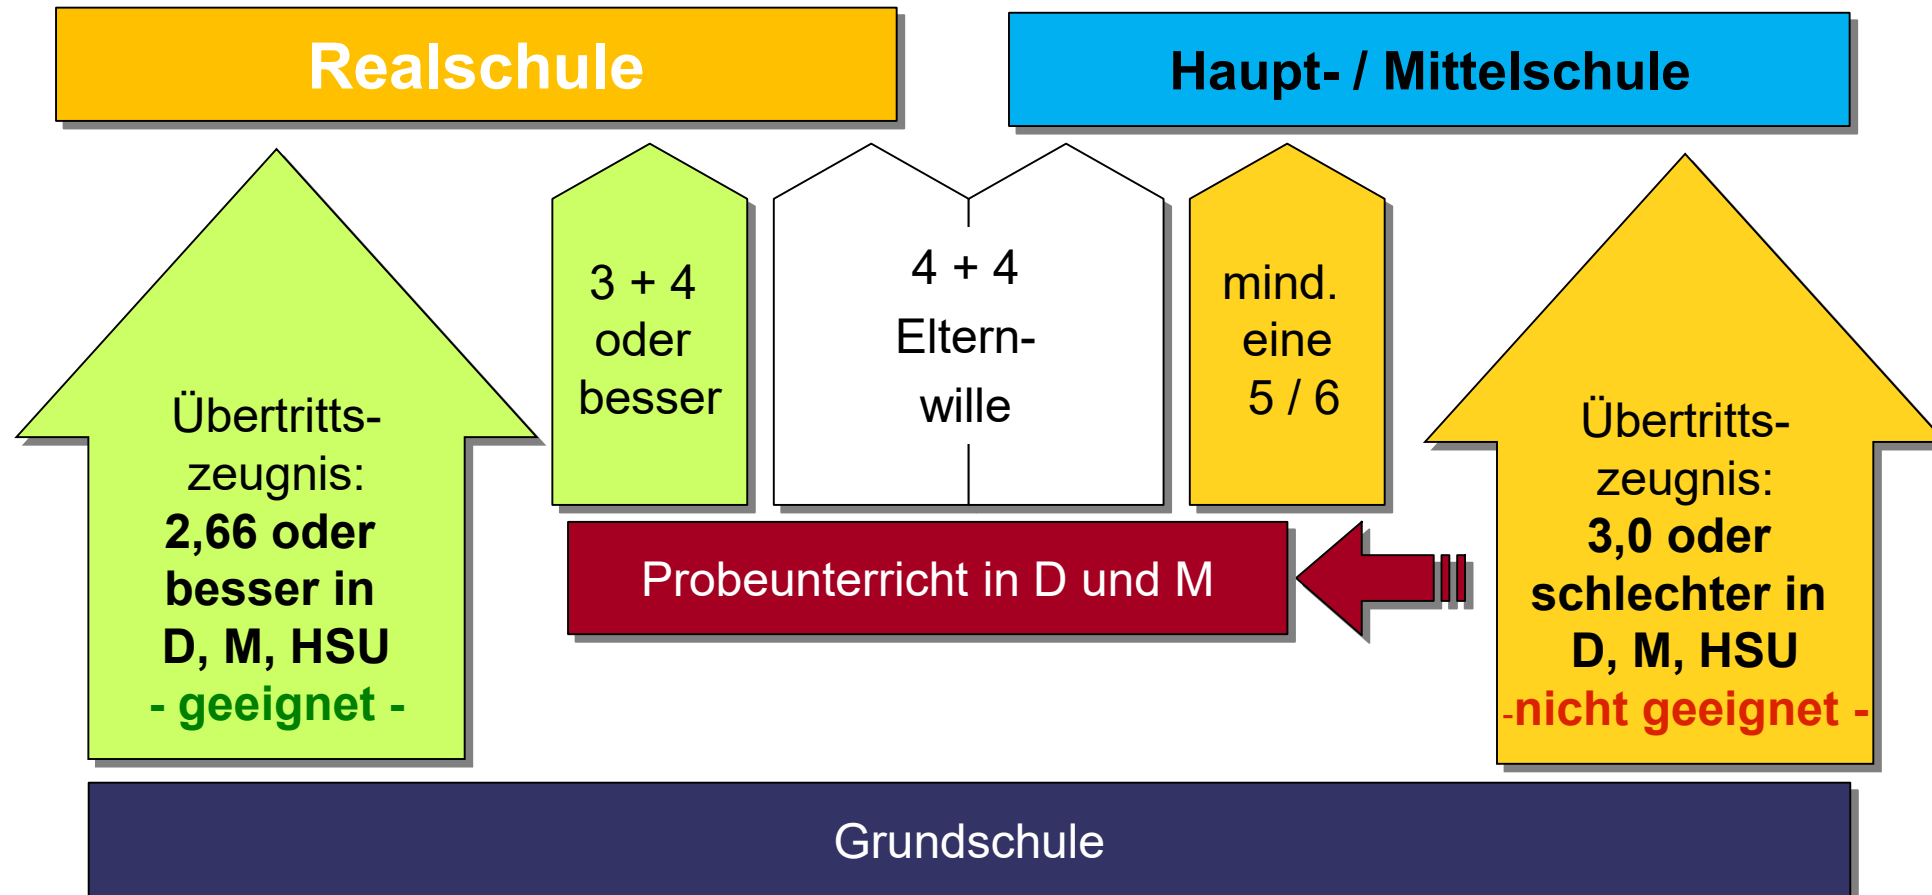 Realschule
Haupt- / Mittelschule
Übertritts-
zeugnis:
2,66 oder
besser in
D, M, HSU
- geeignet -
3 + 4
oder
besser
4 + 4
Eltern-
wille
mind.
eine
5 / 6
Probeunterricht in D und M
Übertritts-
zeugnis:
3,0 oder
schlechter in
D, M, HSU
-nicht geeignet -
Grundschule